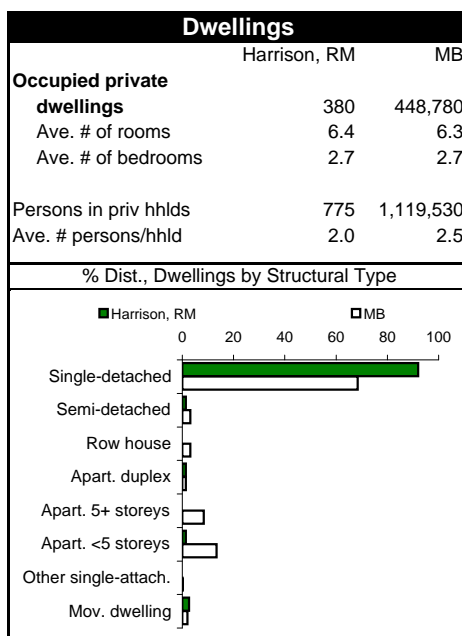 Dwellings
Harrison, RM MB
Occupied private
dwellings 380 448,780
Ave. # of rooms 6.4 6.3
Ave. # of bedrooms 2.7 2.7
Persons in priv hhlds 775 1,119,530
Ave. # persons/hhld 2.0 2.5
% Dist., Dwellings by Structural Type
Harrison, RM MB
0 20 40 60 80 100
Single-detached
Semi-detached
Row house
Apart. duplex
Apart. 5+ storeys
Apart. <5 storeys
Other single-attach.
Mov. dwelling